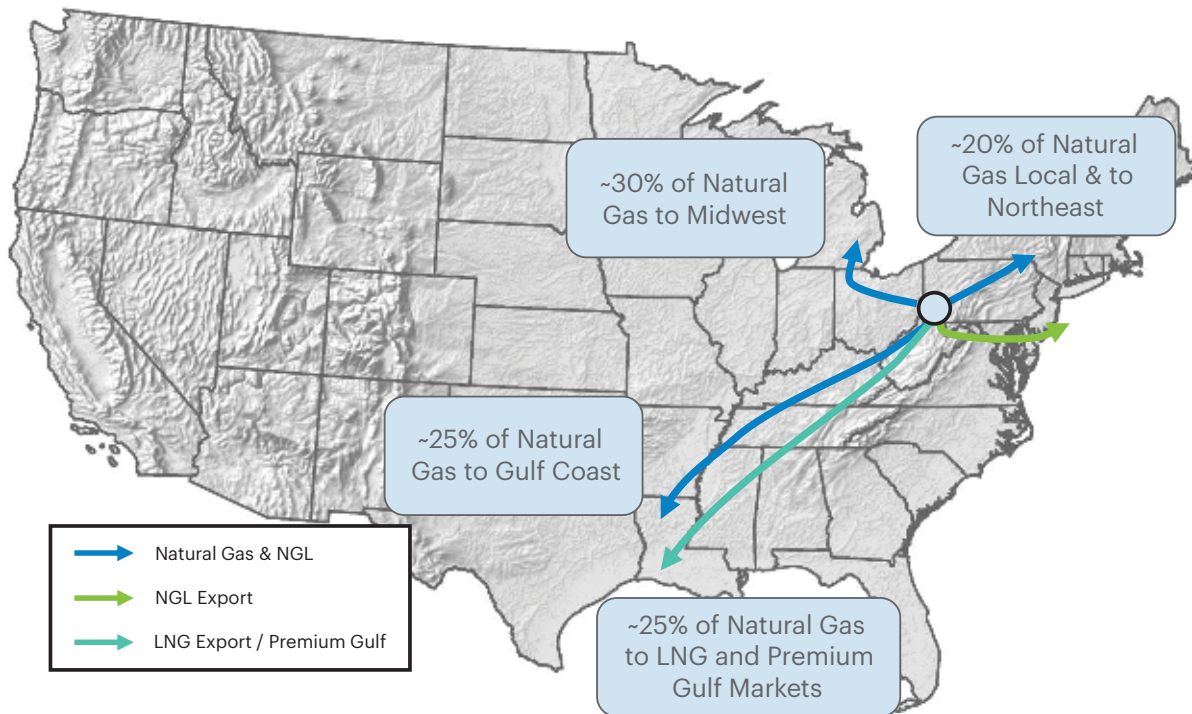 ~30% of Natural
Gas to Midwest
~20% of Natural
Gas Local & to
Northeast
~25% of Natural
Gas to Gulf Coast
~25% of Natural Gas
to LNG and Premium
Gulf Markets
Natural Gas & NGL
NGL Export
LNG Export / Premium Gulf